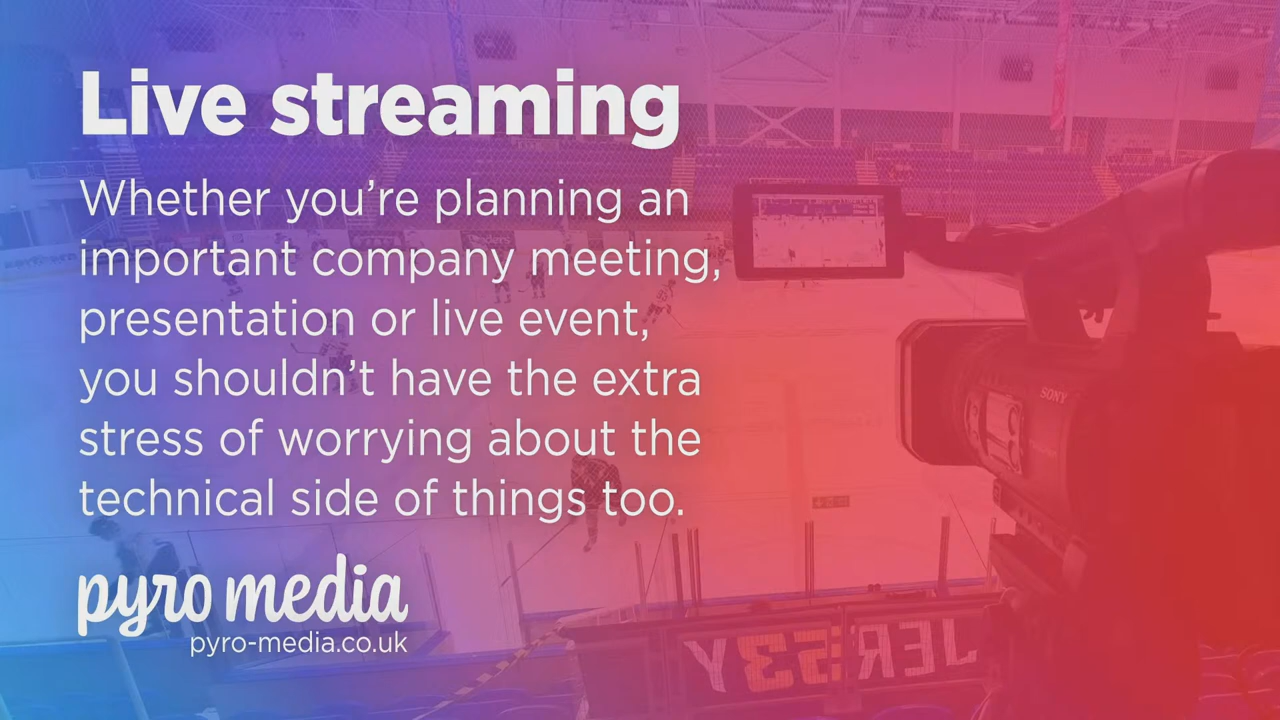 Live streaming
Whether you’re planning an
important company meeting,
presentation or live event,
you shouldn’t have the extra
stress of worrying about the
technical side of things too.
pyro media
pyro-media.co.uk
SONY